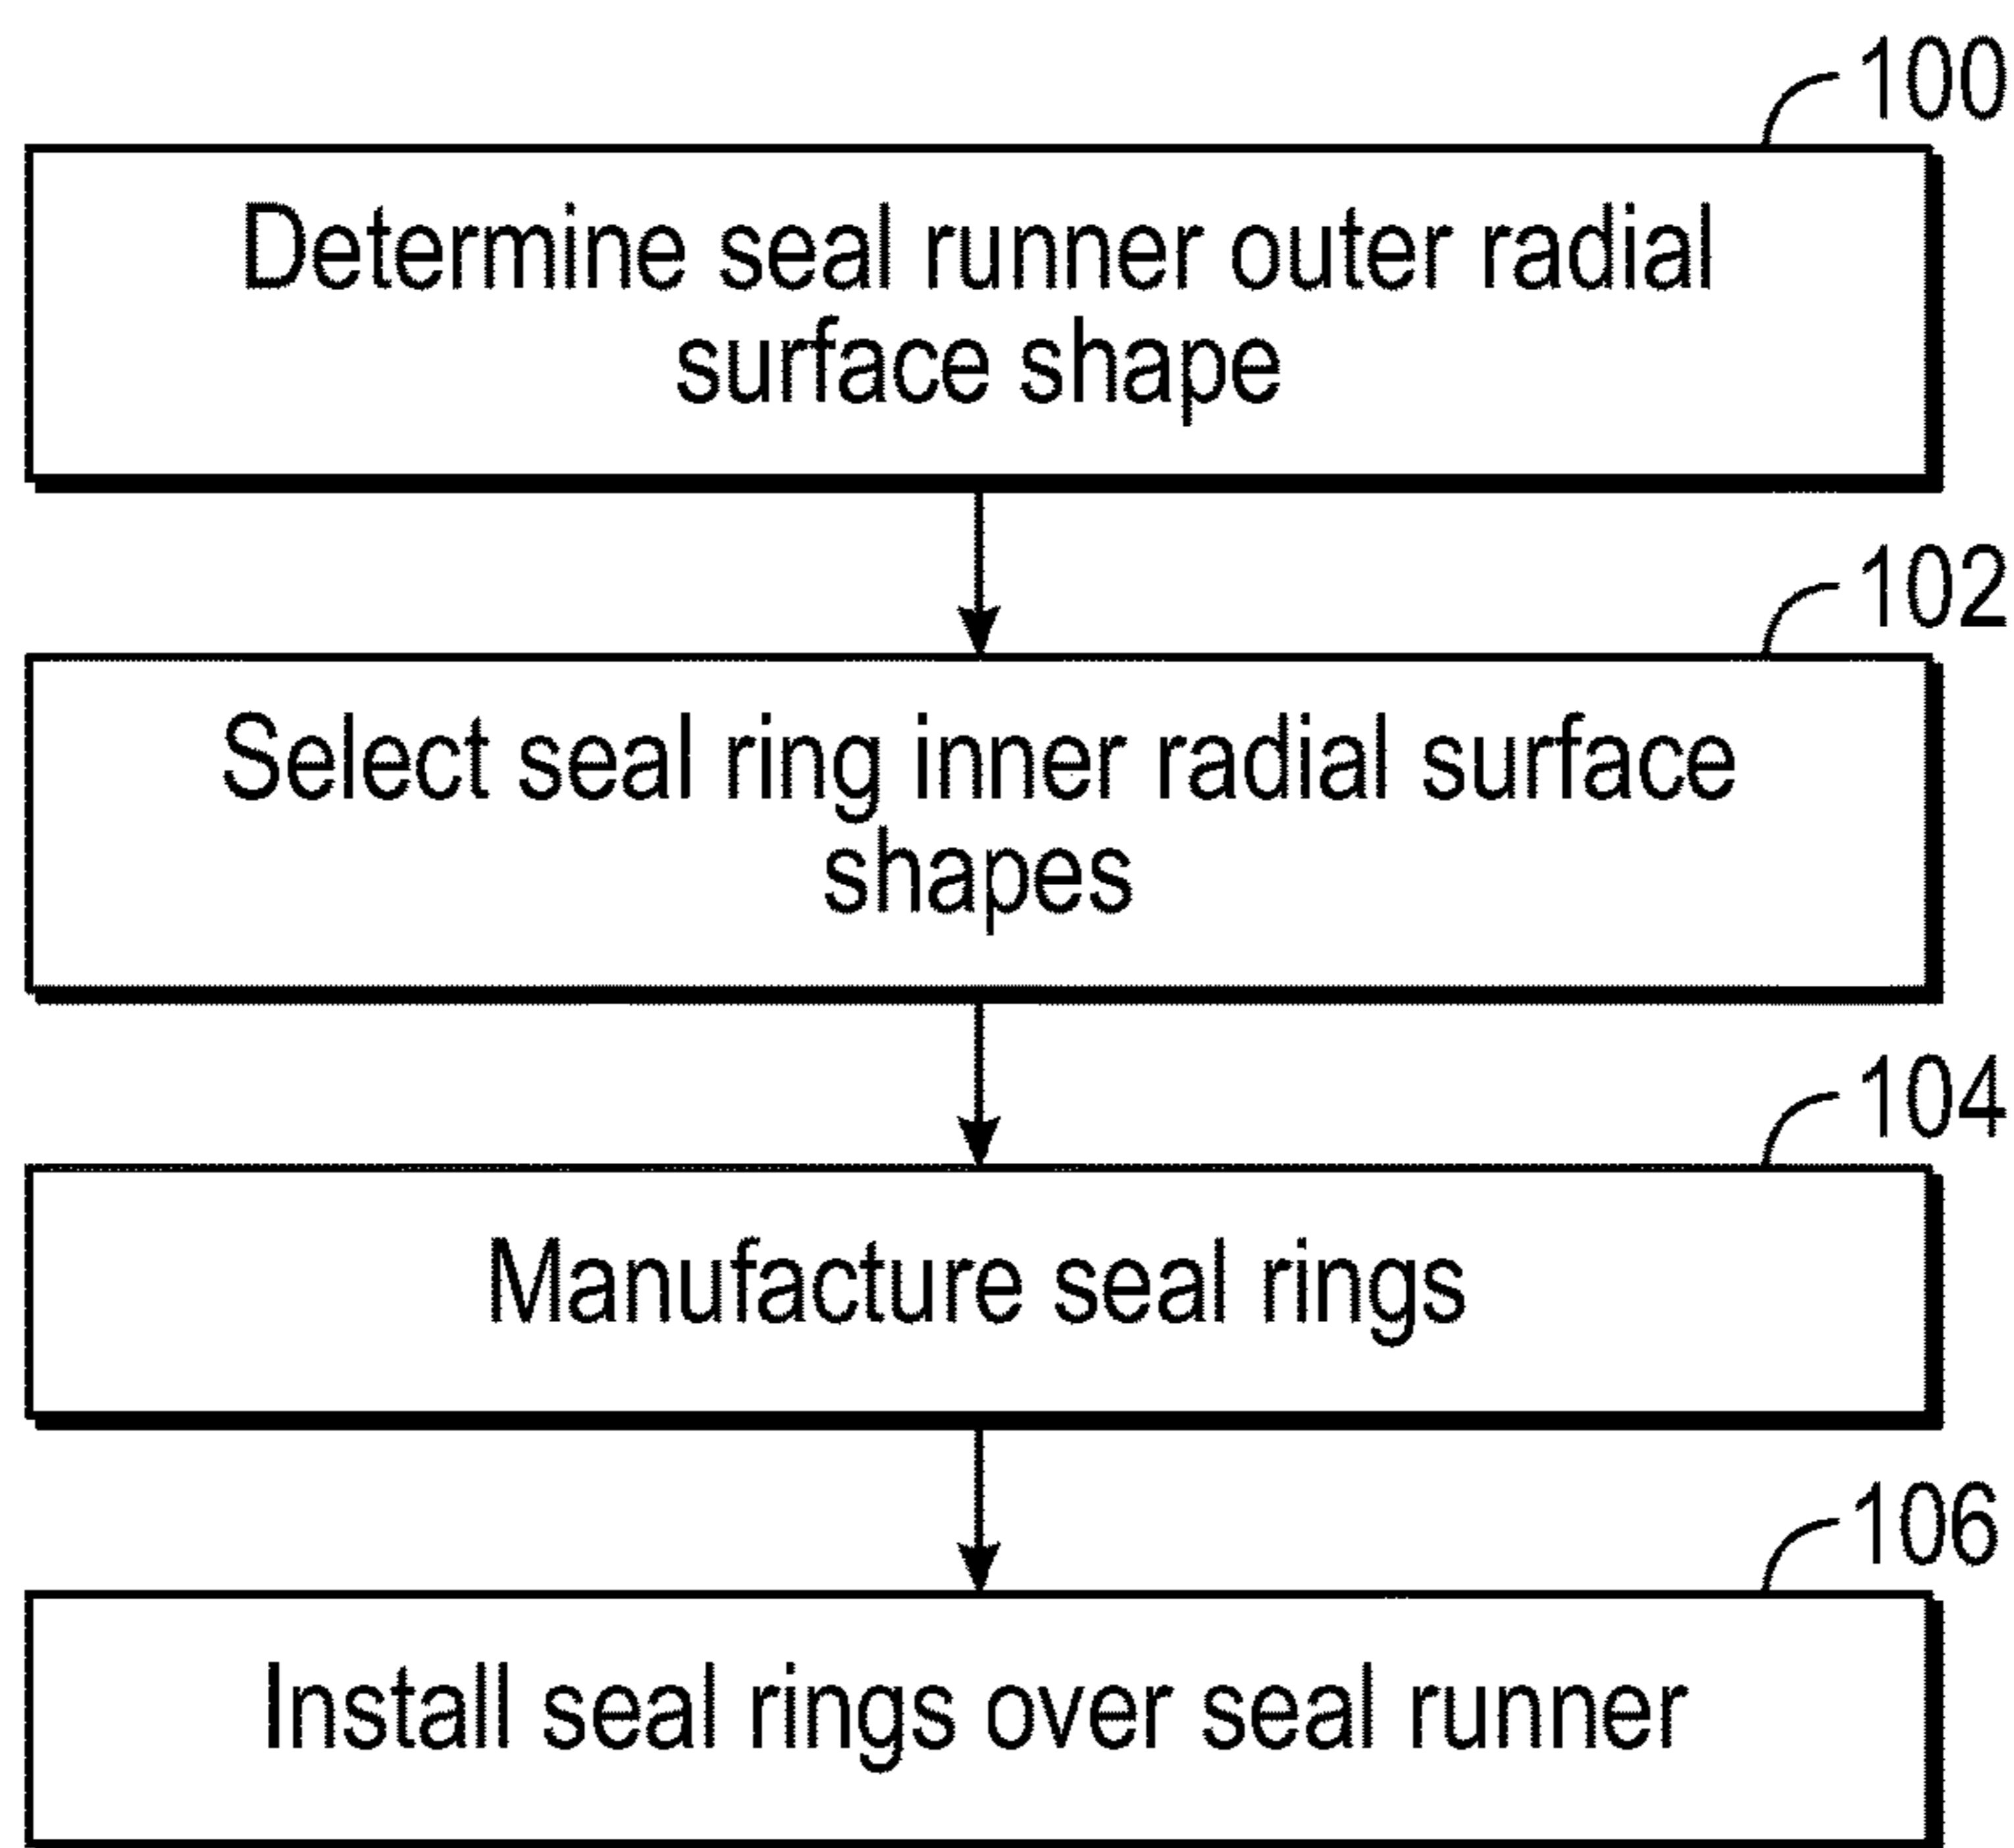 100
Determine seal runner outer radial
surface shape
102
Select seal ring inner radial surface
shapes
104
Manufacture seal rings
106
Install seal rings over seal runner